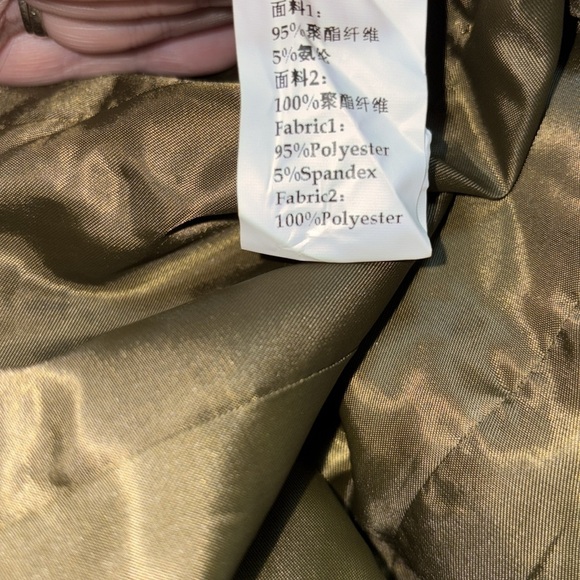 面料1:
95%聚酯纤维
5%氨纶
面料2:
100%聚酯纤维
Fabric1:
95%Polyester
5%Spandex
Fabric2:
100%Polyester